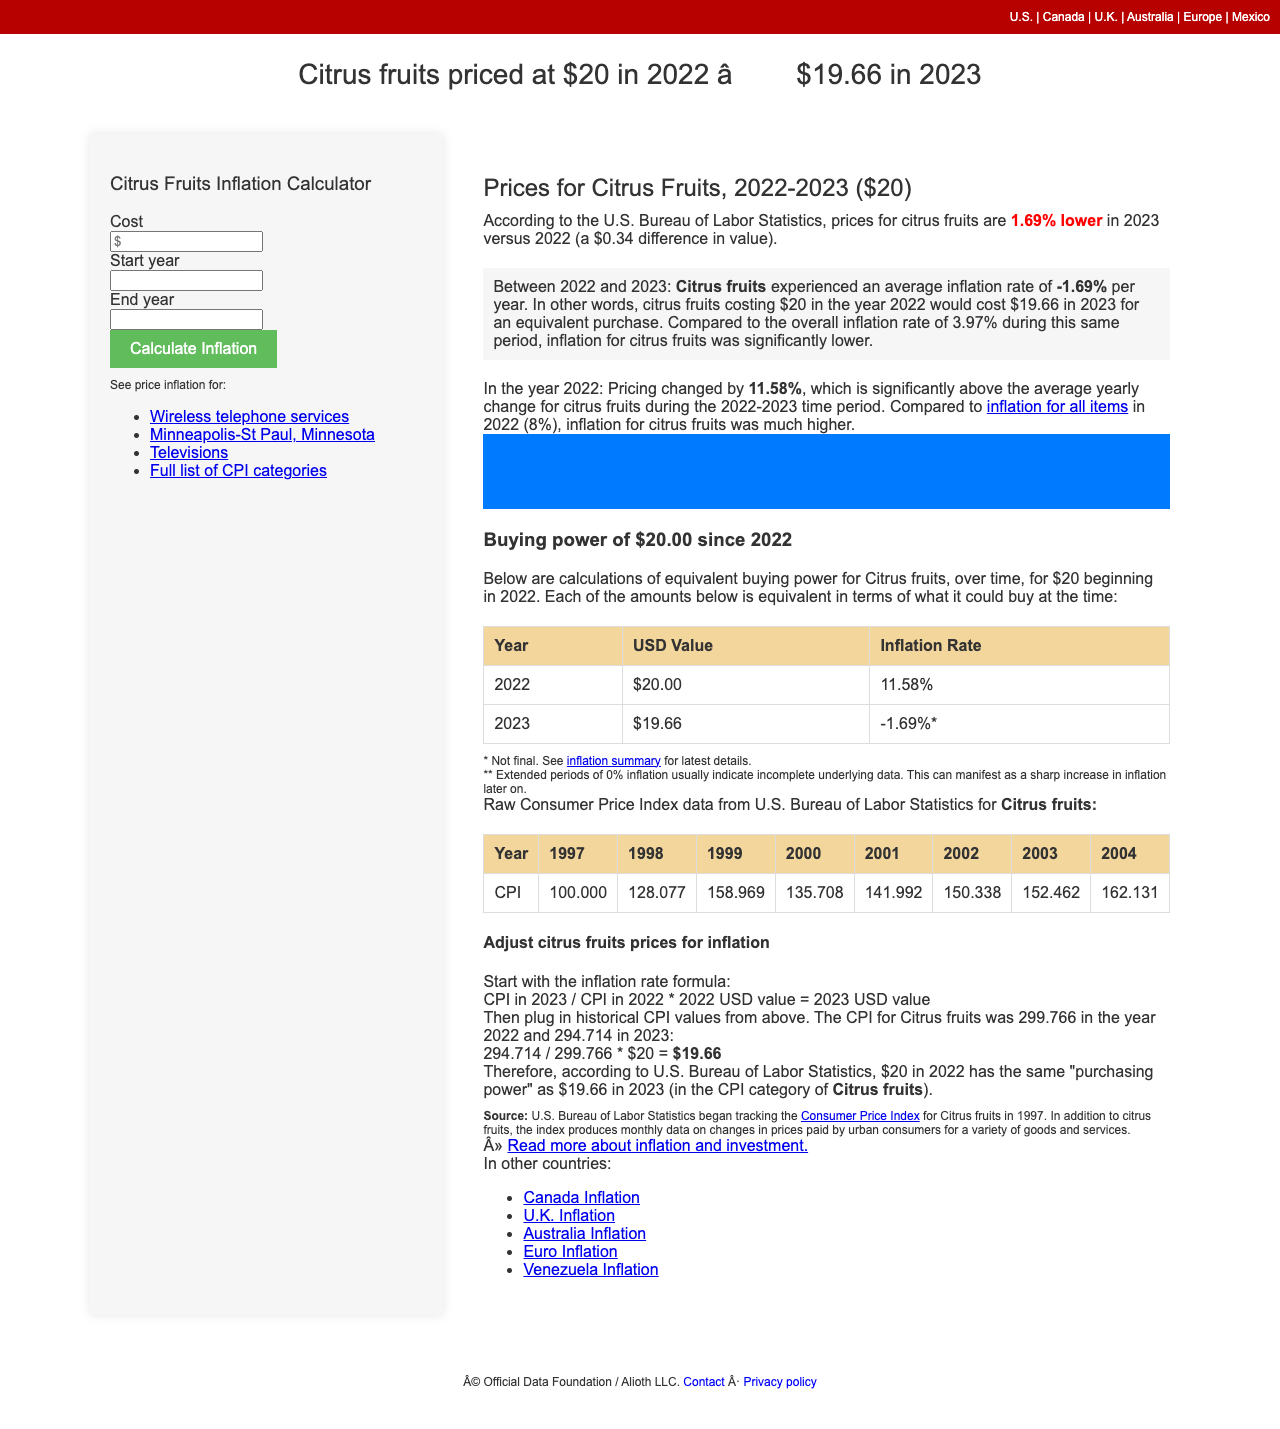 U.S. | Canada | U.K. | Australia | Europe | Mexico
Citrus fruits priced at $20 in 2022 â $19.66 in 2023
Citrus Fruits Inflation Calculator
Cost
$
Start year
End year
Calculate Inflation
See price inflation for:
• Wireless telephone services
• Minneapolis-St Paul, Minnesota
• Televisions
• Full list of CPI categories
Prices for Citrus Fruits, 2022-2023 ($20)
According to the U.S. Bureau of Labor Statistics, prices for citrus fruits are 1.69% lower in 2023
versus 2022 (a $0.34 difference in value).
Between 2022 and 2023: Citrus fruits experienced an average inflation rate of -1.69% per
year. In other words, citrus fruits costing $20 in the year 2022 would cost $19.66 in 2023 for
an equivalent purchase. Compared to the overall inflation rate of 3.97% during this same
period, inflation for citrus fruits was significantly lower.
In the year 2022: Pricing changed by 11.58%, which is significantly above the average yearly
change for citrus fruits during the 2022-2023 time period. Compared to inflation for all items in
2022 (8%), inflation for citrus fruits was much higher.
Buying power of $20.00 since 2022
Below are calculations of equivalent buying power for Citrus fruits, over time, for $20 beginning
in 2022. Each of the amounts below is equivalent in terms of what it could buy at the time:
Year USD Value Inflation Rate
2022 $20.00 11.58%
2023 $19.66 -1.69%*
* Not final. See inflation summary for latest details.
** Extended periods of 0% inflation usually indicate incomplete underlying data. This can manifest as a sharp increase in inflation
later on.
Raw Consumer Price Index data from U.S. Bureau of Labor Statistics for Citrus fruits:
Year 1997 1998 1999 2000 2001 2002 2003 2004
CPI 100.000 128.077 158.969 135.708 141.992 150.338 152.462 162.131
Adjust citrus fruits prices for inflation
Start with the inflation rate formula:
CPI in 2023 / CPI in 2022 * 2022 USD value = 2023 USD value
Then plug in historical CPI values from above. The CPI for Citrus fruits was 299.766 in the year
2022 and 294.714 in 2023:
294.714 / 299.766 * $20 = $19.66
Therefore, according to U.S. Bureau of Labor Statistics, $20 in 2022 has the same "purchasing
power" as $19.66 in 2023 (in the CPI category of Citrus fruits).
Source: U.S. Bureau of Labor Statistics began tracking the Consumer Price Index for Citrus fruits in 1997. In addition to citrus
fruits, the index produces monthly data on changes in prices paid by urban consumers for a variety of goods and services.
Â» Read more about inflation and investment.
In other countries:
• Canada Inflation
• U.K. Inflation
• Australia Inflation
• Euro Inflation
• Venezuela Inflation
Â© Official Data Foundation / Alioth LLC. Contact Â· Privacy policy